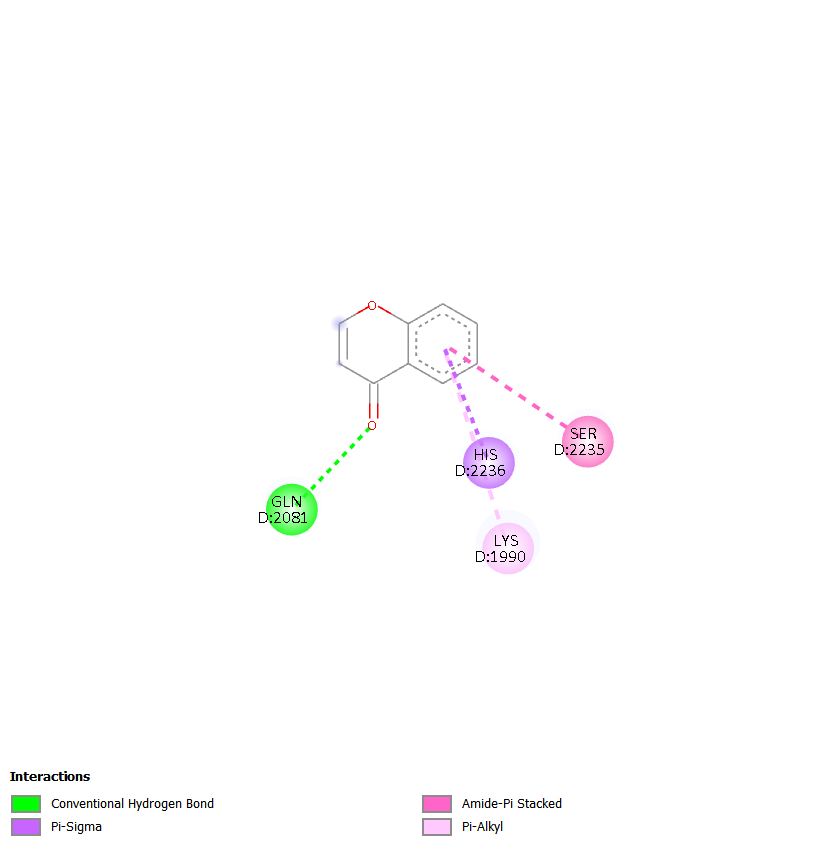 O
O
SER
D:2235
HIS
D:2236
GLN
D:2081
LYS
D:1990
Interactions
Conventional Hydrogen Bond
Pi-Sigma
Amide-Pi Stacked
Pi-Alkyl